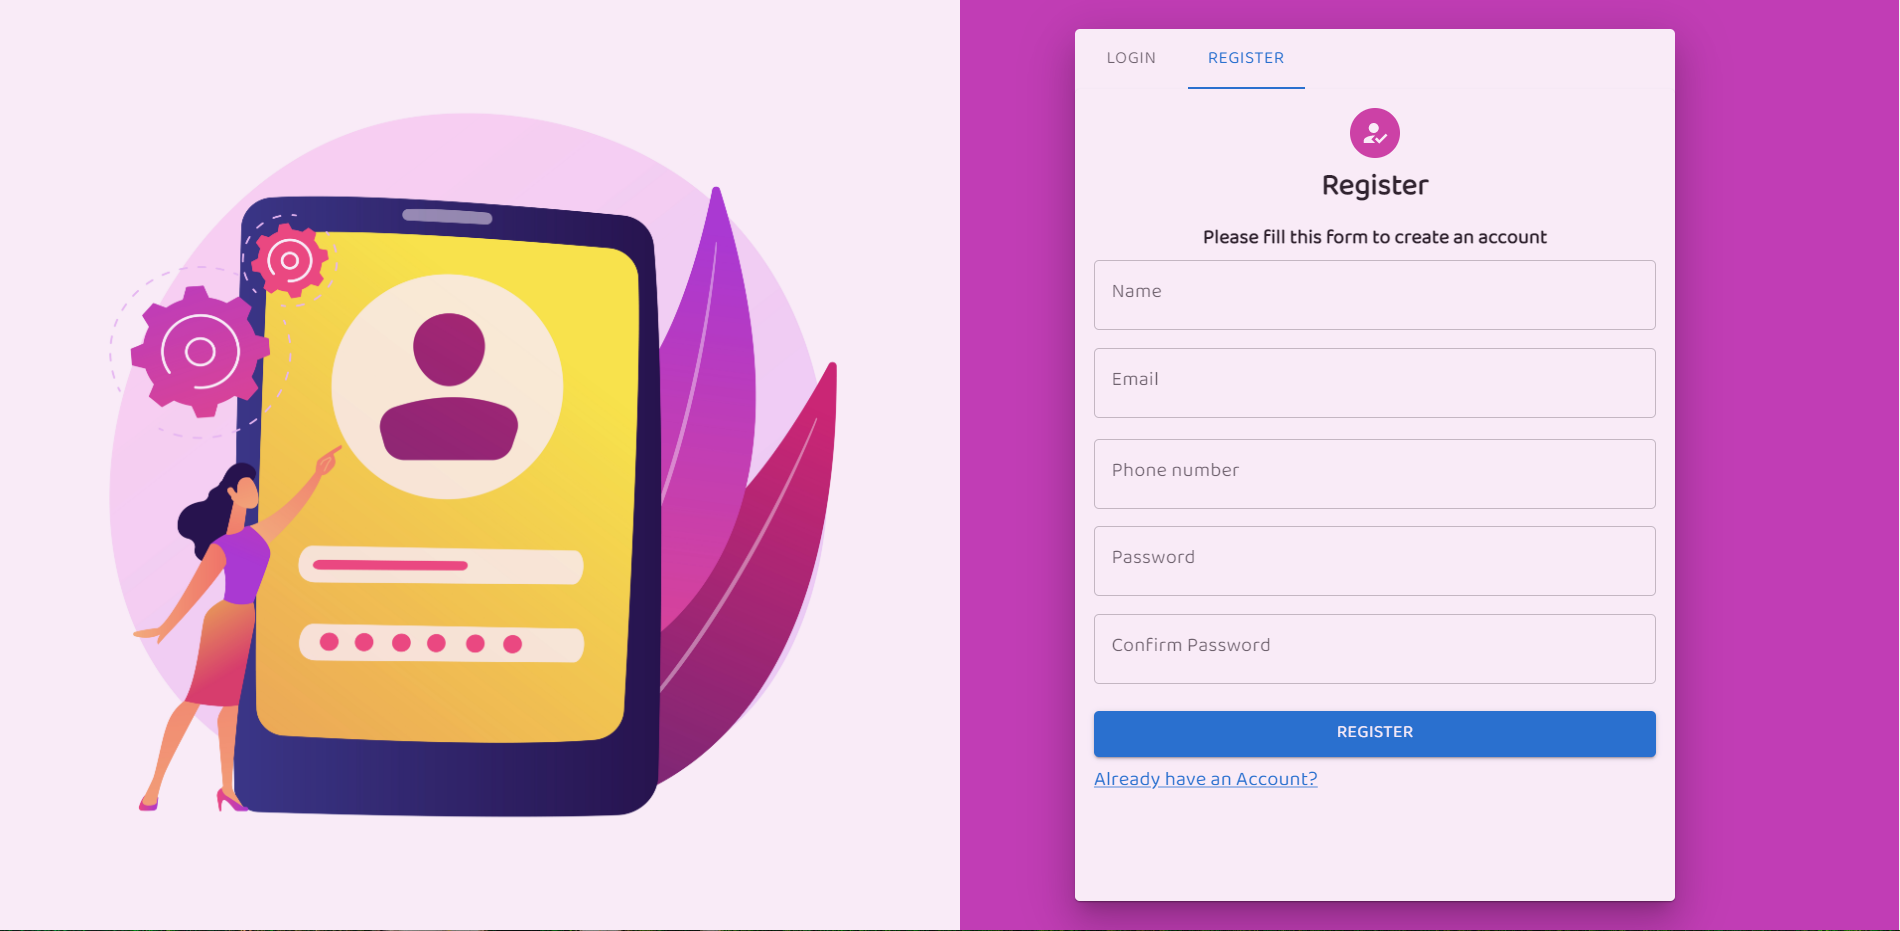 LOGIN REGISTER
Register
Please fill this form to create an account
Name
Email
Phone number
Password
Confirm Password
REGISTER
Already have an Account?